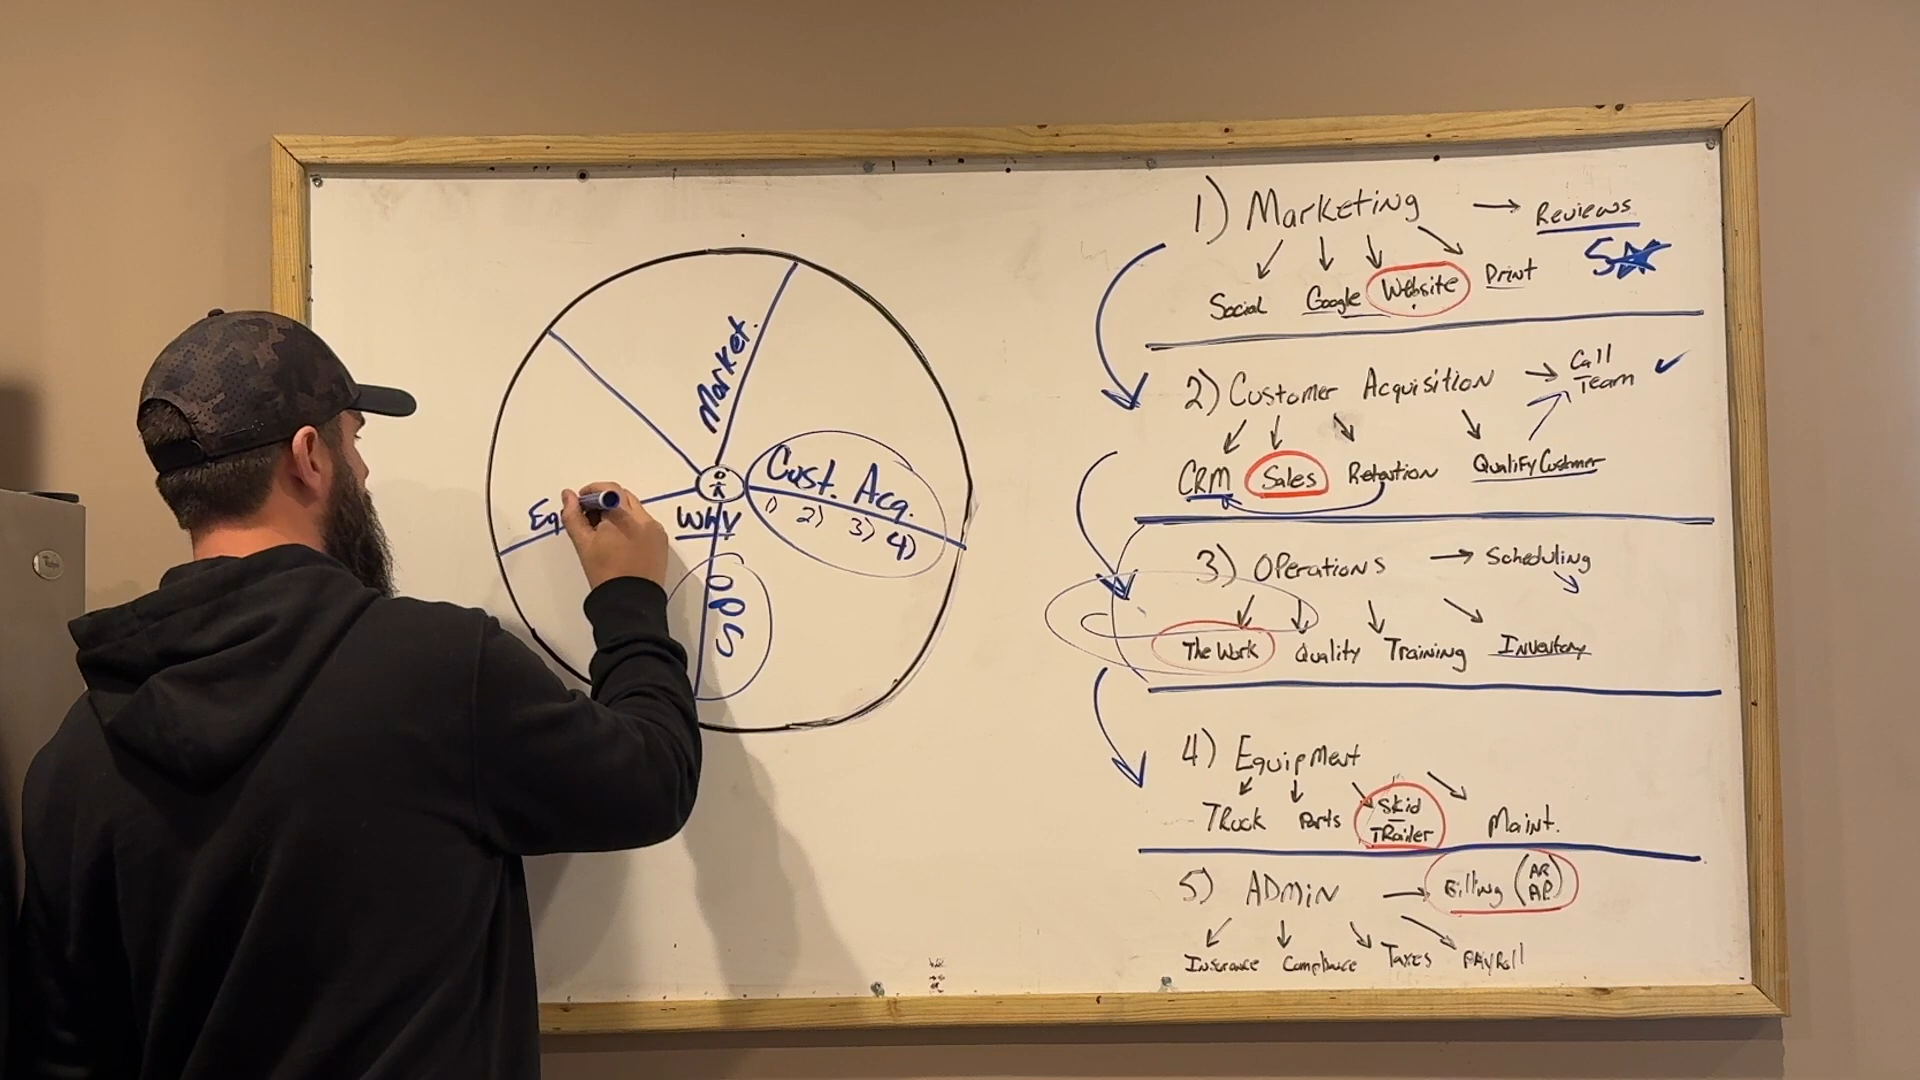 Market.
Cust. Acq.
1) 2) 3) 4)
Eq
Why
OPS
1) Marketing → Reviews
5★
Social Google Website Print
2) Customer Acquisition → Call Team ✓
CRM Sales Retention Qualify Customer
3) Operations → Scheduling
The Work Quality Training Inventory
4) Equipment
Truck Parts Skid Trailer Maint.
5) ADMIN → Billing (AR AP)
Insurance Compliance Taxes Payroll